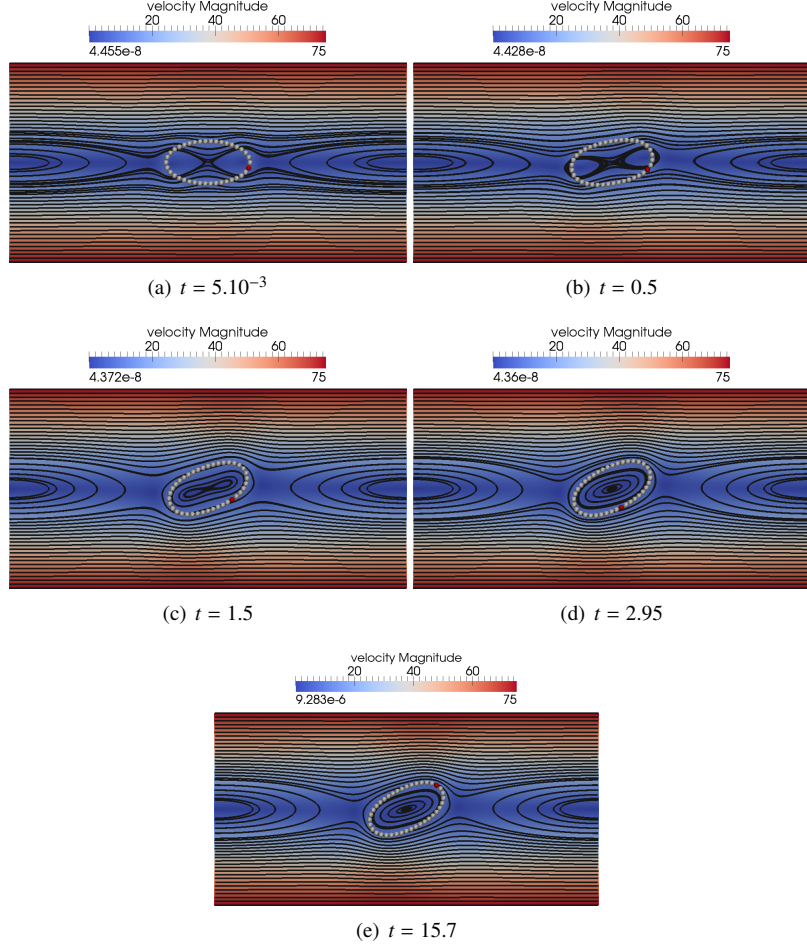 velocity Magnitude
20 40 60
4.455e-8 75
velocity Magnitude
20 40 60
4.428e-8 75
(a) t = 5.10⁻³
(b) t = 0.5
velocity Magnitude
20 40 60
4.372e-8 75
velocity Magnitude
20 40 60
4.36e-8 75
(c) t = 1.5
(d) t = 2.95
velocity Magnitude
20 40 60
9.283e-6 75
(e) t = 15.7